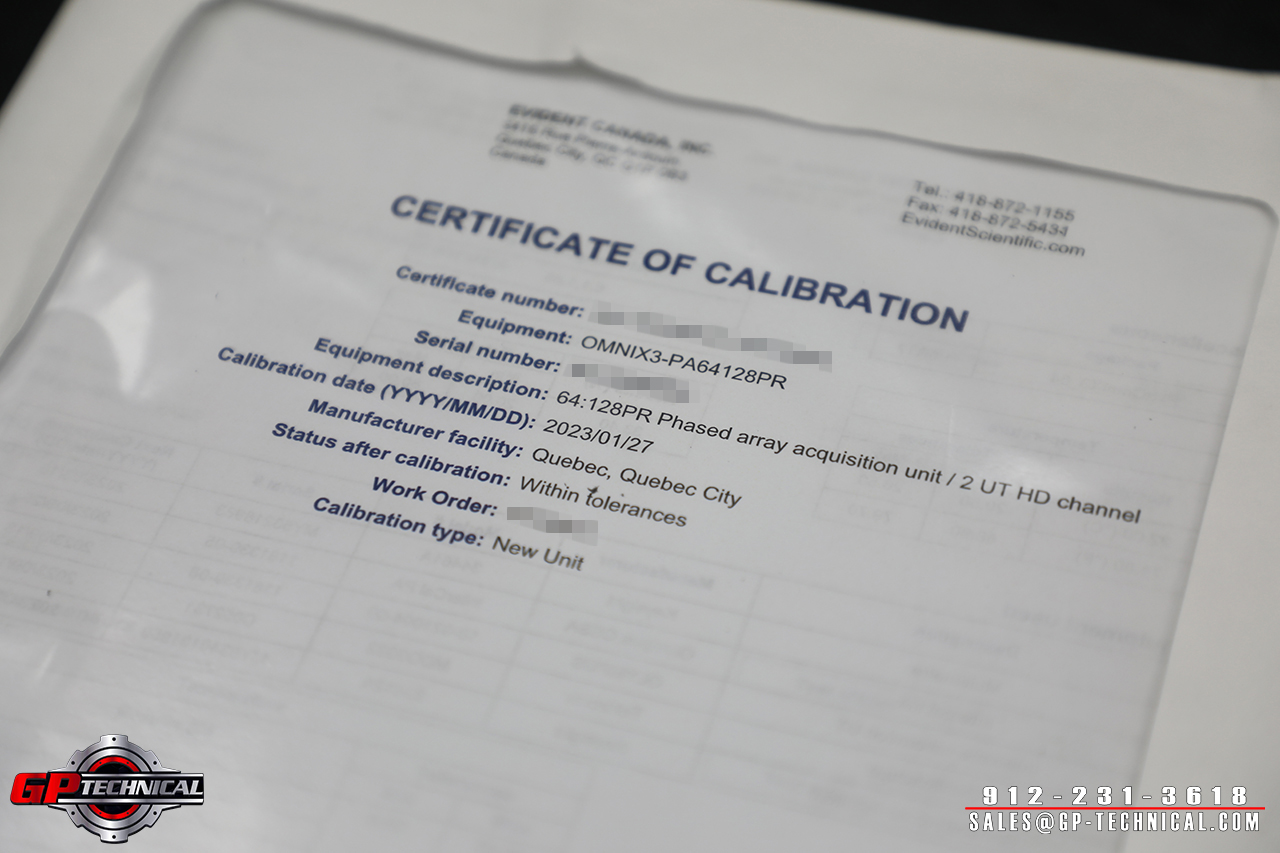 EVIDENT CANADA, INC.
Quebec City, QC
Canada
Tel.: 418-872-1155
Fax: 418-872-5434
EvidentScientific.com
CERTIFICATE OF CALIBRATION
Certificate number:
Equipment: OMNIX3-PA64128PR
Serial number:
Equipment description: 64:128PR Phased array acquisition unit / 2 UT HD channel
Calibration date (YYYY/MM/DD): 2023/01/27
Manufacturer facility: Quebec, Quebec City
Status after calibration: Within tolerances
Work Order:
Calibration type: New Unit
GP TECHNICAL
912-231-3618
SALES@GP-TECHNICAL.COM